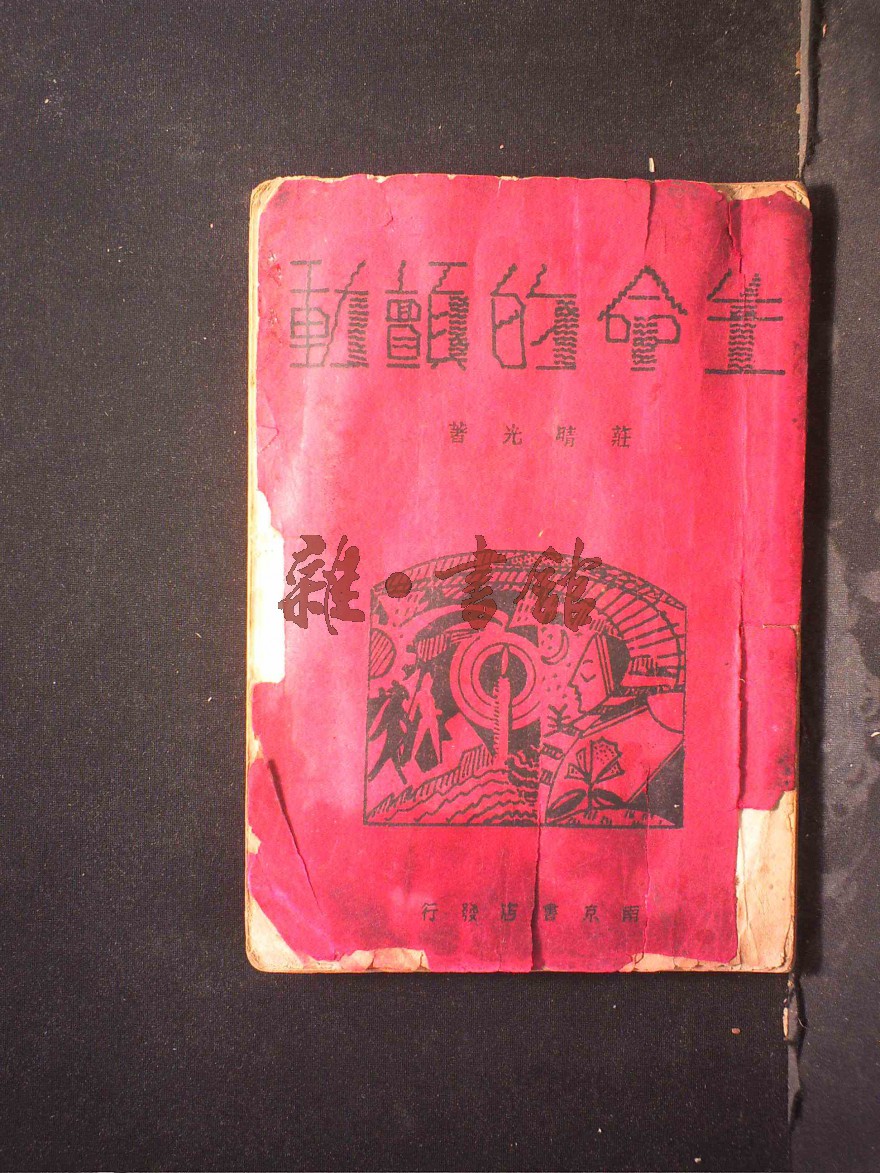 生命的顫動
莊晴光著
雜·書館
南京書店發行